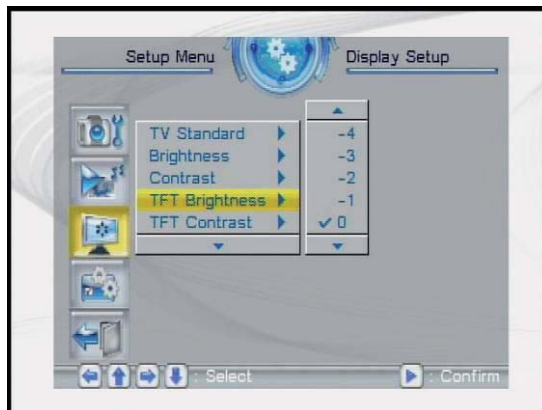 Setup Menu
Display Setup
TV Standard
Brightness
Contrast
TFT Brightness
TFT Contrast
-4
-3
-2
-1
0
: Select
: Confirm